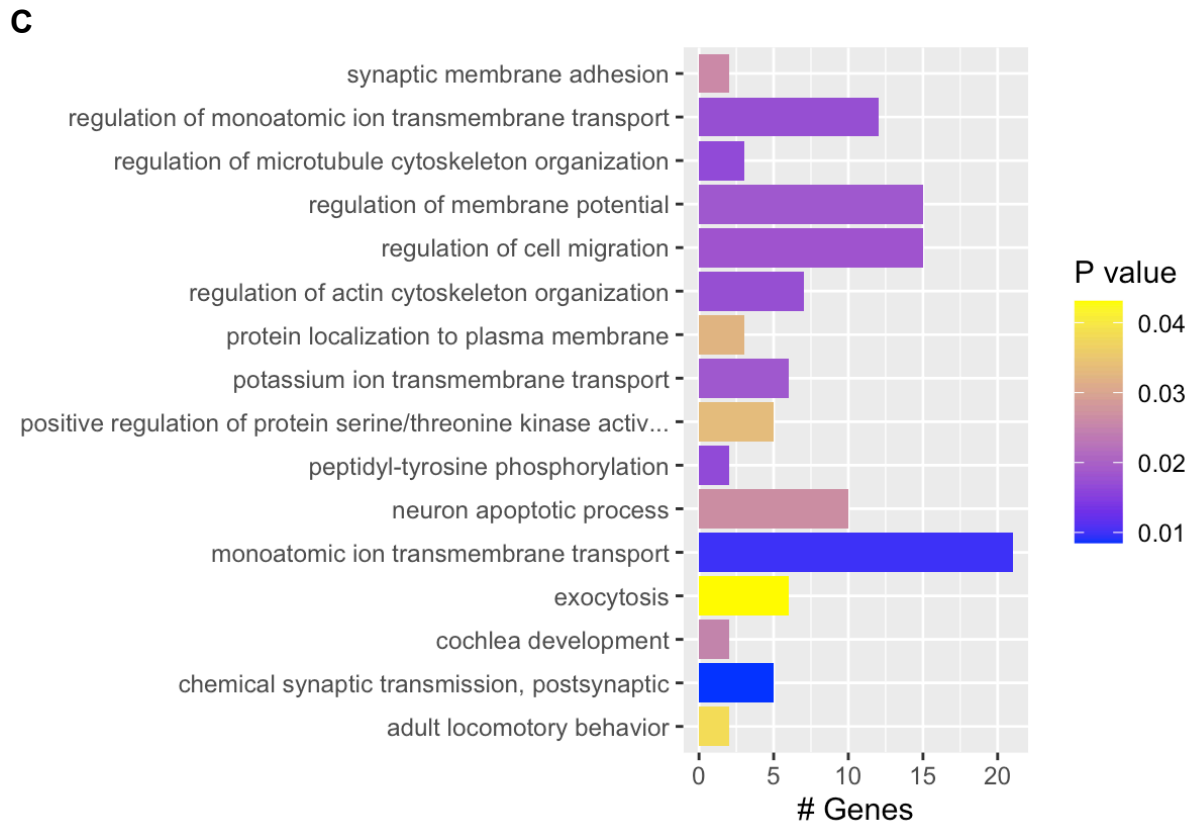 C
synaptic membrane adhesion
regulation of monoatomic ion transmembrane transport
regulation of microtubule cytoskeleton organization
regulation of membrane potential
regulation of cell migration
regulation of actin cytoskeleton organization
protein localization to plasma membrane
potassium ion transmembrane transport
positive regulation of protein serine/threonine kinase activ...
peptidyl-tyrosine phosphorylation
neuron apoptotic process
monoatomic ion transmembrane transport
exocytosis
cochlea development
chemical synaptic transmission, postsynaptic
adult locomotory behavior
0 5 10 15 20
# Genes
P value
0.04
0.03
0.02
0.01